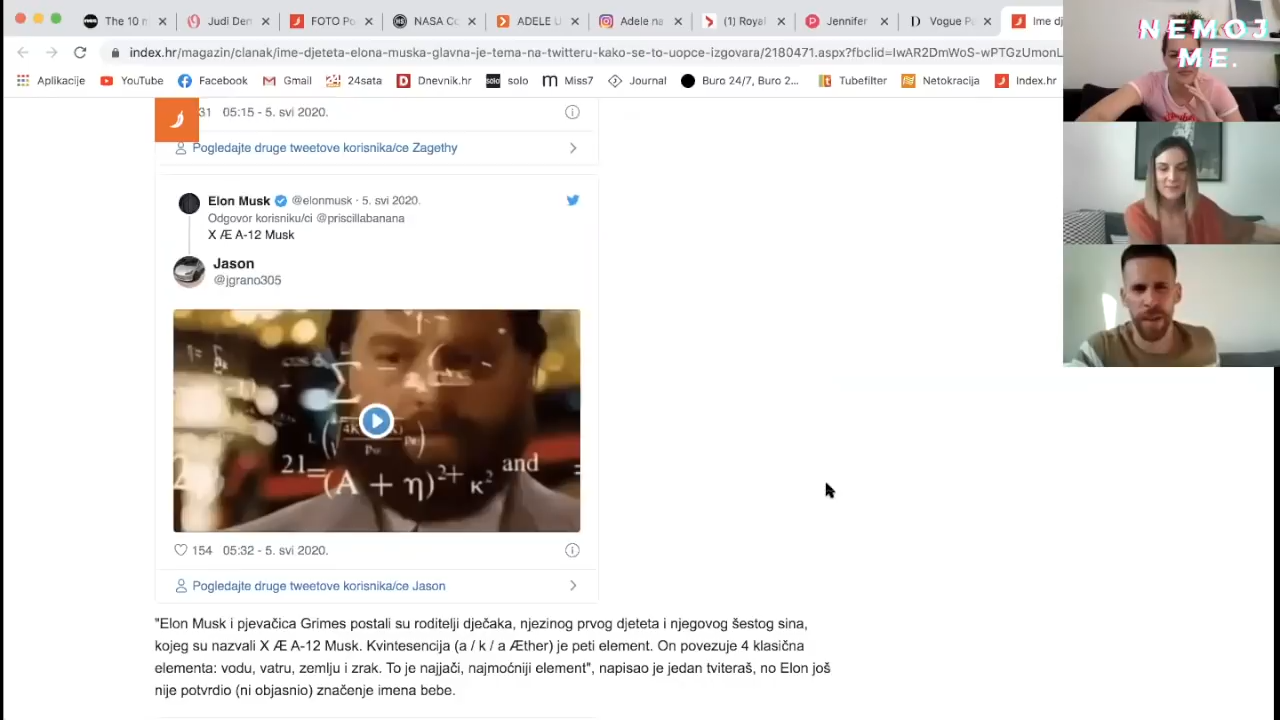 The 10 m
Judi Den
FOTO Po
NASA Co
ADELE U
Adele na
(1) Royal
Jennifer
Vogue Po
Ime dj
index.hr/magazin/clanak/ime-djeteta-elona-muska-glavna-je-tema-na-twitteru-kako-se-to-uopce-izgovara/2180471.aspx?fbclid=IwAR2DmWoS-wPTGzUmonL
NEMOJ
ME.
Aplikacije
YouTube
Facebook
Gmail
24sata
Dnevnik.hr
solo solo
Miss7
Journal
Buro 24/7, Buro 2...
Tubefilter
Netokracija
Index.hr
31 05:15 - 5. svi 2020.
Pogledajte druge tweetove korisnika/ce Zagethy
Elon Musk @elonmusk · 5. svi 2020.
Odgovor korisniku/ci @priscillabanana
X Æ A-12 Musk
Jason
@jgrano305
cos
21=
(A + η)²⁺ κ² and
154 05:32 - 5. svi 2020.
Pogledajte druge tweetove korisnika/ce Jason
"Elon Musk i pjevačica Grimes postali su roditelji dječaka, njezinog prvog djeteta i njegovog šestog sina,
kojeg su nazvali X Æ A-12 Musk. Kvintesencija (a / k / a Æther) je peti element. On povezuje 4 klasična
elementa: vodu, vatru, zemlju i zrak. To je najjači, najmoćniji element", napisao je jedan tviteraš, no Elon još
nije potvrdio (ni objasnio) značenje imena bebe.